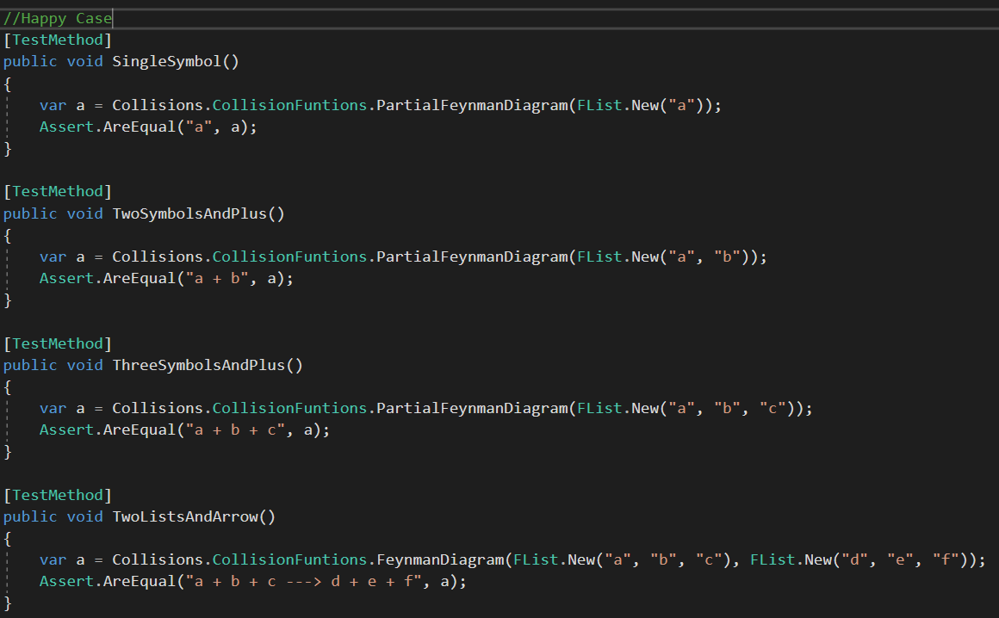 //Happy Case
[TestMethod]
public void SingleSymbol()
{
    var a = Collisions.CollisionFuntions.PartialFeynmanDiagram(FList.New("a"));
    Assert.AreEqual("a", a);
}

[TestMethod]
public void TwoSymbolsAndPlus()
{
    var a = Collisions.CollisionFuntions.PartialFeynmanDiagram(FList.New("a", "b"));
    Assert.AreEqual("a + b", a);
}

[TestMethod]
public void ThreeSymbolsAndPlus()
{
    var a = Collisions.CollisionFuntions.PartialFeynmanDiagram(FList.New("a", "b", "c"));
    Assert.AreEqual("a + b + c", a);
}

[TestMethod]
public void TwoListsAndArrow()
{
    var a = Collisions.CollisionFuntions.FeynmanDiagram(FList.New("a", "b", "c"), FList.New("d", "e", "f"));
    Assert.AreEqual("a + b + c ---> d + e + f", a);
}